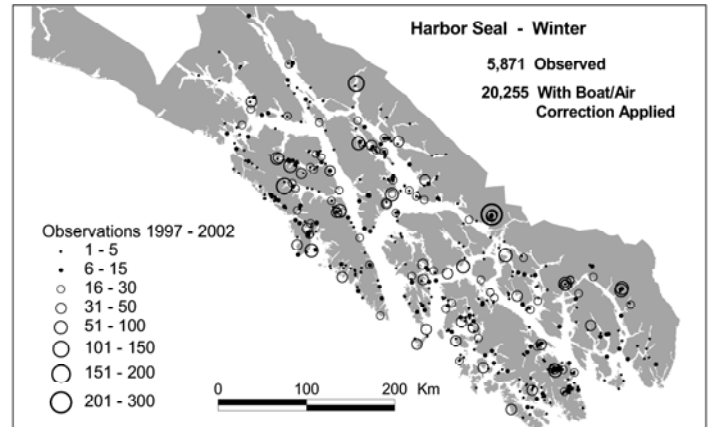 Harbor Seal - Winter
5,871 Observed
20,255 With Boat/Air
Correction Applied
Observations 1997 - 2002
1 - 5
6 - 15
16 - 30
31 - 50
51 - 100
101 - 150
151 - 200
201 - 300
0 100 200 Km